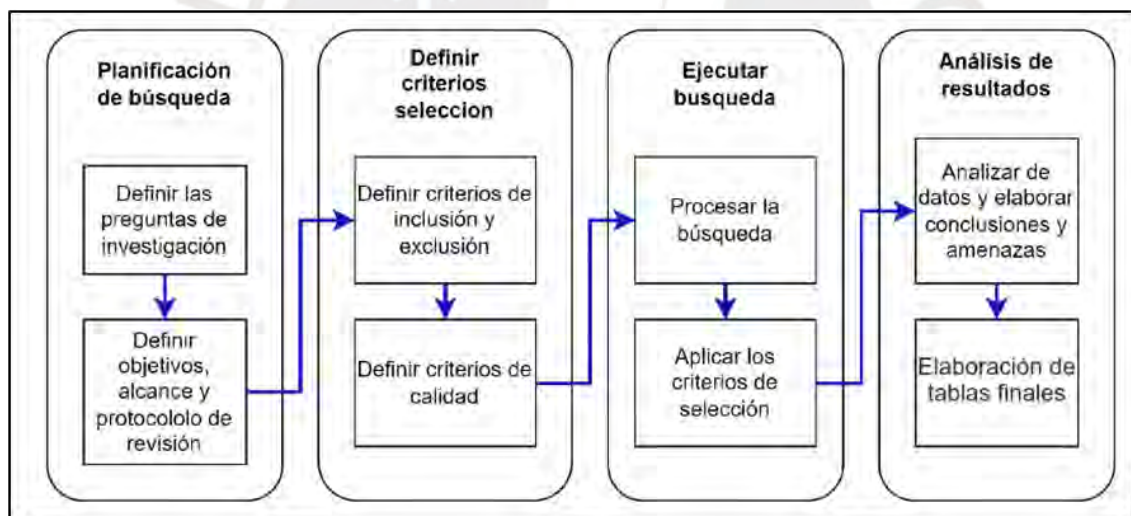 Planificación
de búsqueda
Definir las
preguntas de
investigación
Definir
objetivos,
alcance y
protocololo de
revisión
Definir
criterios
seleccion
Definir criterios de
inclusión y
exclusión
Definir criterios de
calidad
Ejecutar
busqueda
Procesar la
búsqueda
Aplicar los
criterios de
selección
Análisis de
resultados
Analizar de
datos y elaborar
conclusiones y
amenazas
Elaboración de
tablas finales